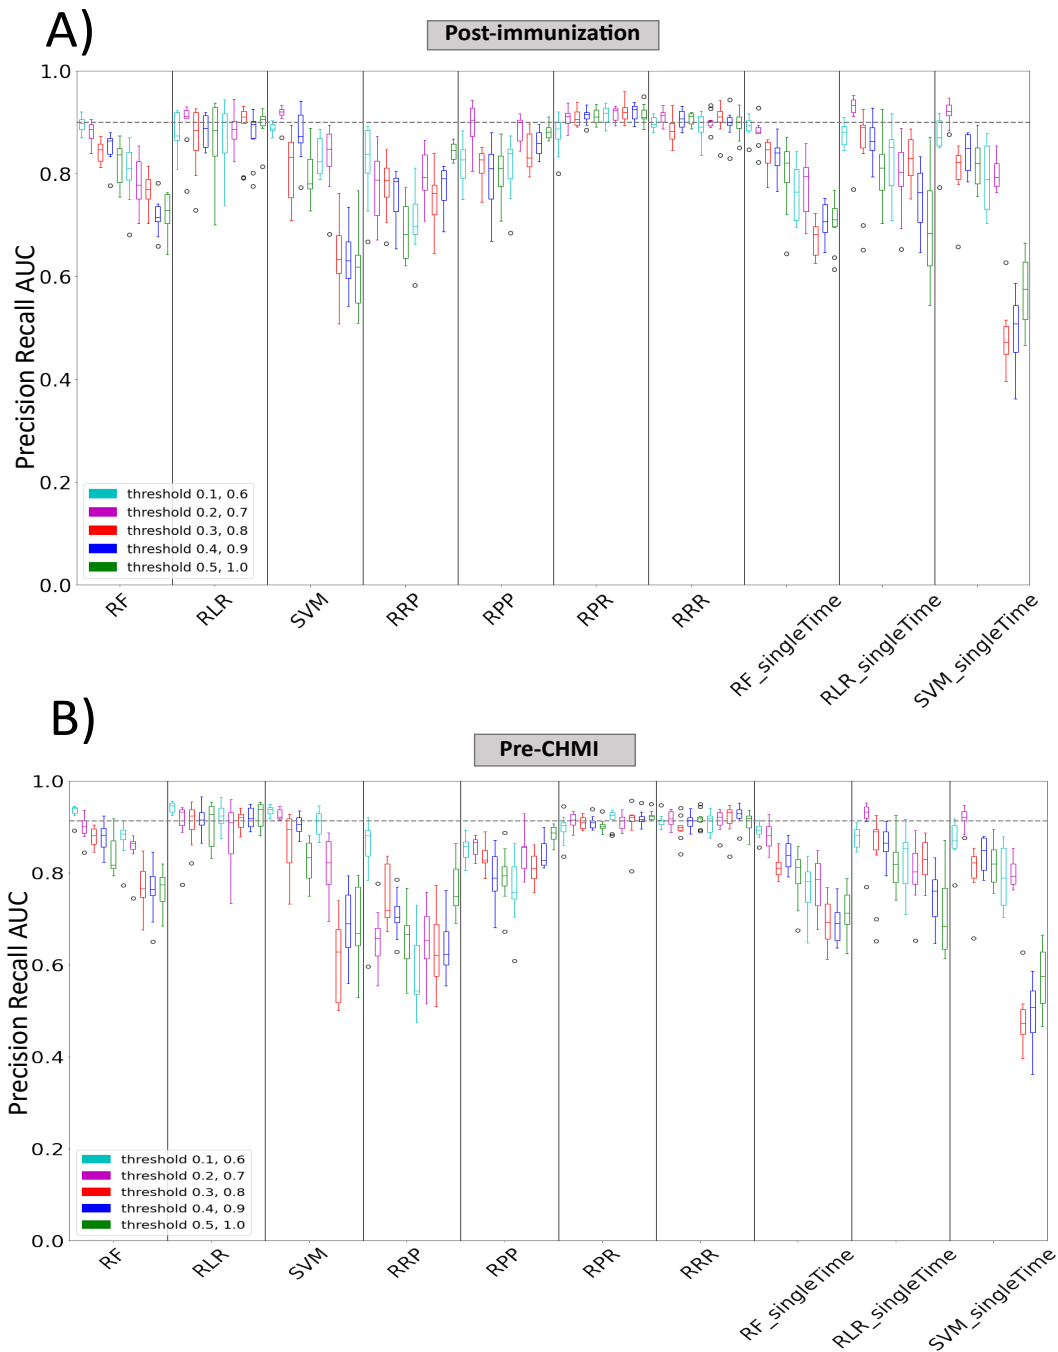 A)
Post-immunization
Precision Recall AUC
1.0
0.8
0.6
0.4
0.2
0.0
threshold 0.1, 0.6
threshold 0.2, 0.7
threshold 0.3, 0.8
threshold 0.4, 0.9
threshold 0.5, 1.0
RF
RLR
SVM
RRP
RPP
RPR
RRR
RF_singleTime
RLR_singleTime
SVM_singleTime
B)
Pre-CHMI
Precision Recall AUC
1.0
0.8
0.6
0.4
0.2
0.0
threshold 0.1, 0.6
threshold 0.2, 0.7
threshold 0.3, 0.8
threshold 0.4, 0.9
threshold 0.5, 1.0
RF
RLR
SVM
RRP
RPP
RPR
RRR
RF_singleTime
RLR_singleTime
SVM_singleTime